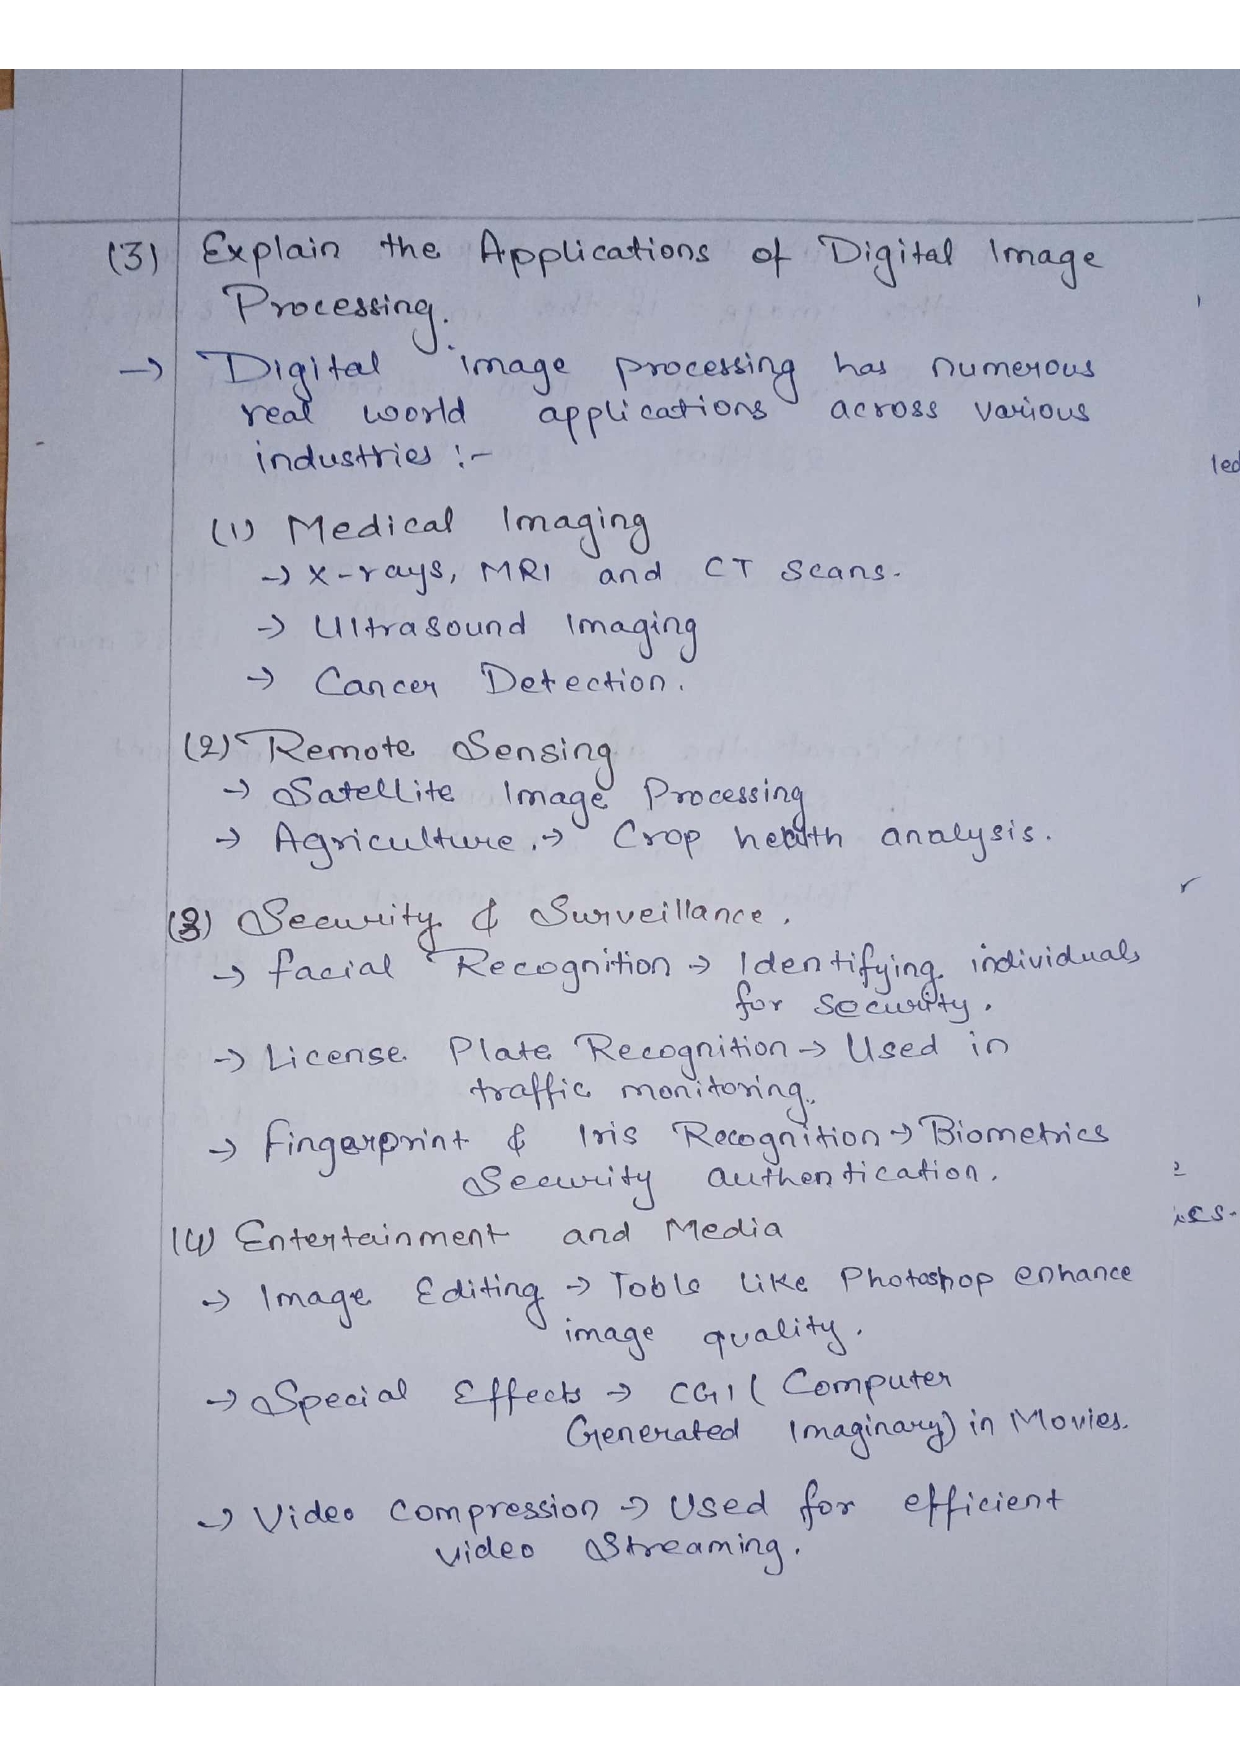 (3) Explain the Applications of Digital Image
Processing.
→ Digital image processing has numerous
real world applications across various
industries :-
(1) Medical Imaging
→ X-rays, MRI and CT Scans.
→ Ultrasound Imaging
→ Cancer Detection.
(2) Remote Sensing
→ Satellite Image Processing
→ Agriculture. → Crop health analysis.
(3) Security & Surveillance.
→ Facial Recognition → Identifying individuals
for security.
→ License Plate Recognition → Used in
traffic monitoring.
→ Fingerprint & Iris Recognition → Biometrics
Security authentication.
(4) Entertainment and Media
→ Image Editing → Tools like Photoshop enhance
image quality.
→ Special Effects → CGI ( Computer
Generated Imaginary) in Movies.
→ Video Compression → Used for efficient
video Streaming.